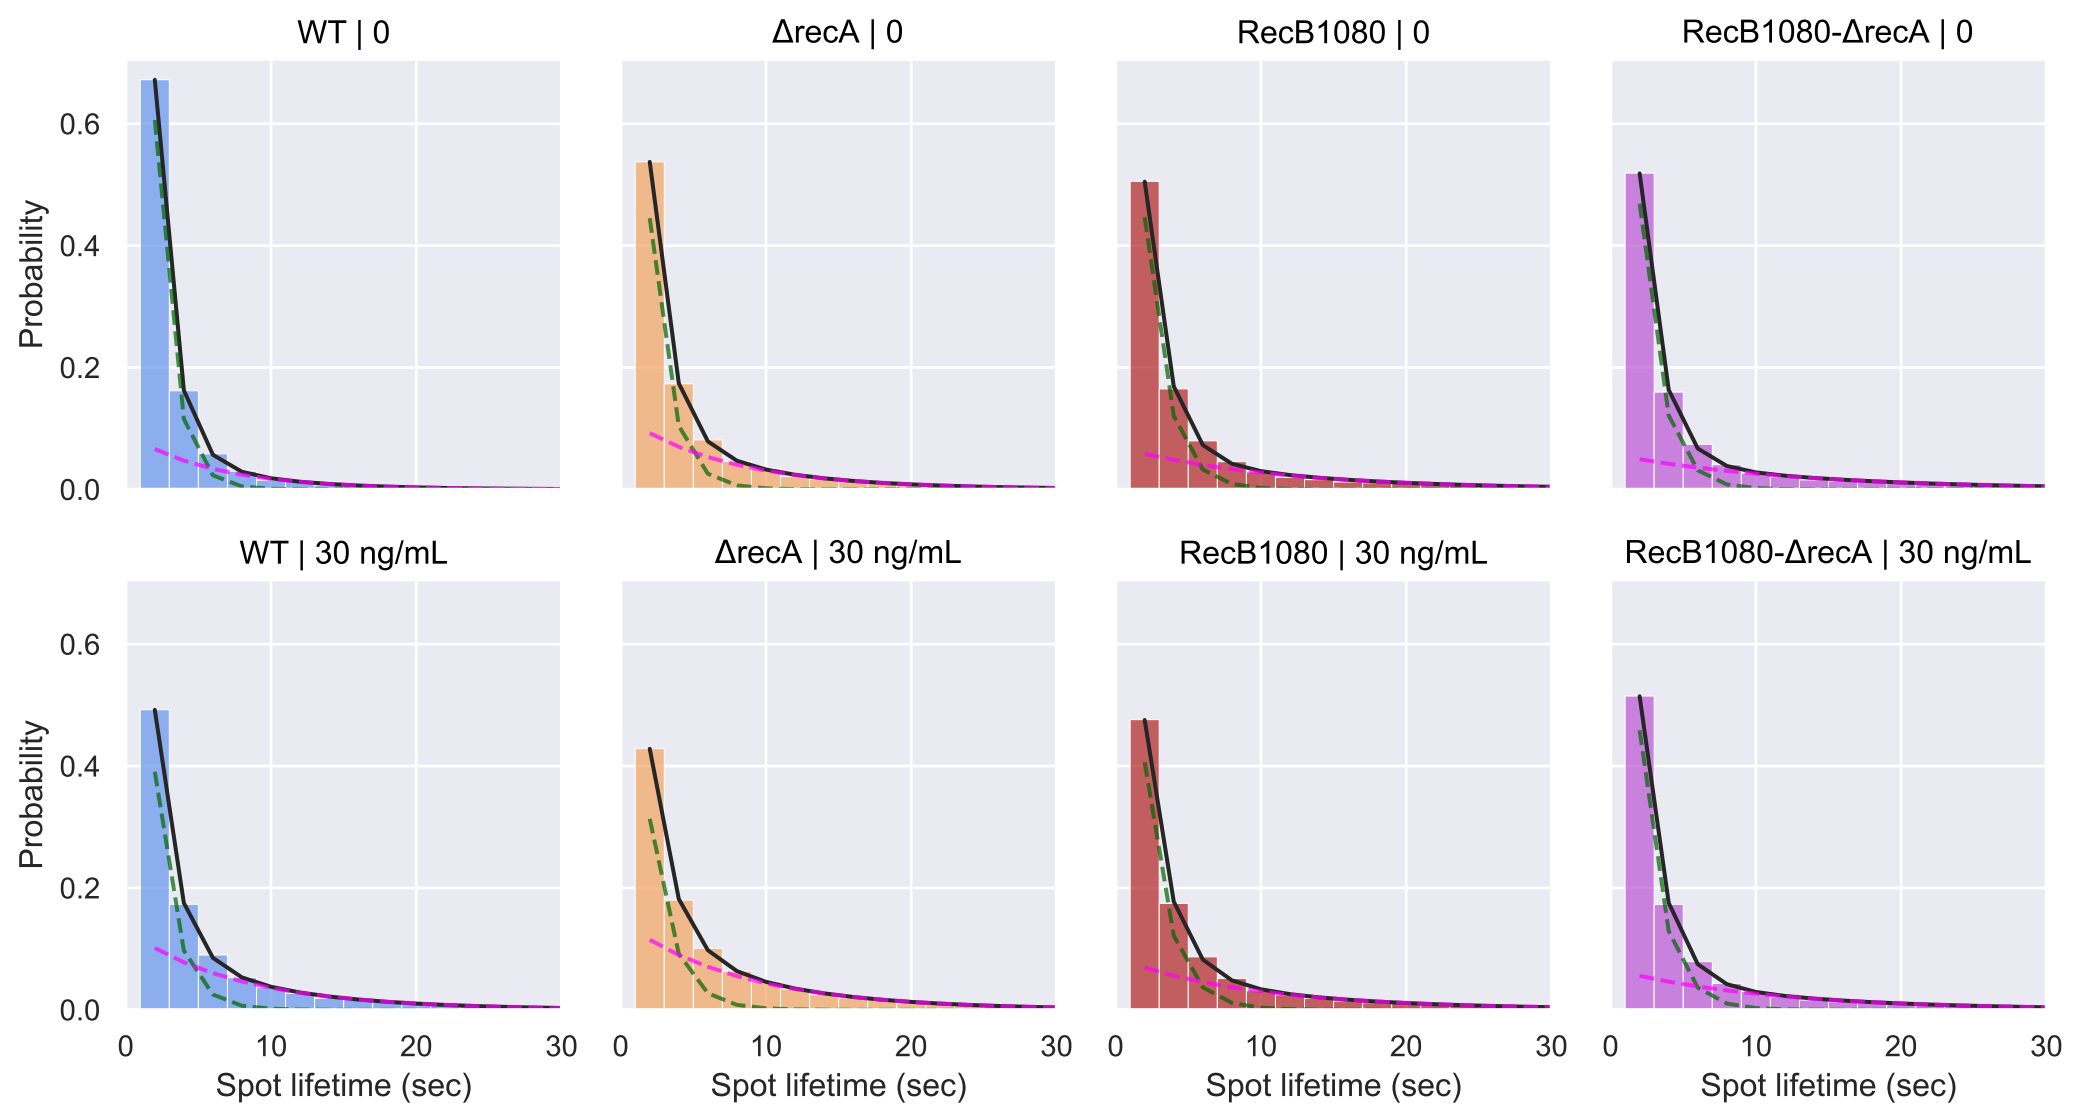 WT | 0
ΔrecA | 0
RecB1080 | 0
RecB1080-ΔrecA | 0
Probability
0.6
0.4
0.2
0.0
WT | 30 ng/mL
ΔrecA | 30 ng/mL
RecB1080 | 30 ng/mL
RecB1080-ΔrecA | 30 ng/mL
Probability
0.6
0.4
0.2
0.0
0 10 20 30
0 10 20 30
0 10 20 30
0 10 20 30
Spot lifetime (sec)
Spot lifetime (sec)
Spot lifetime (sec)
Spot lifetime (sec)